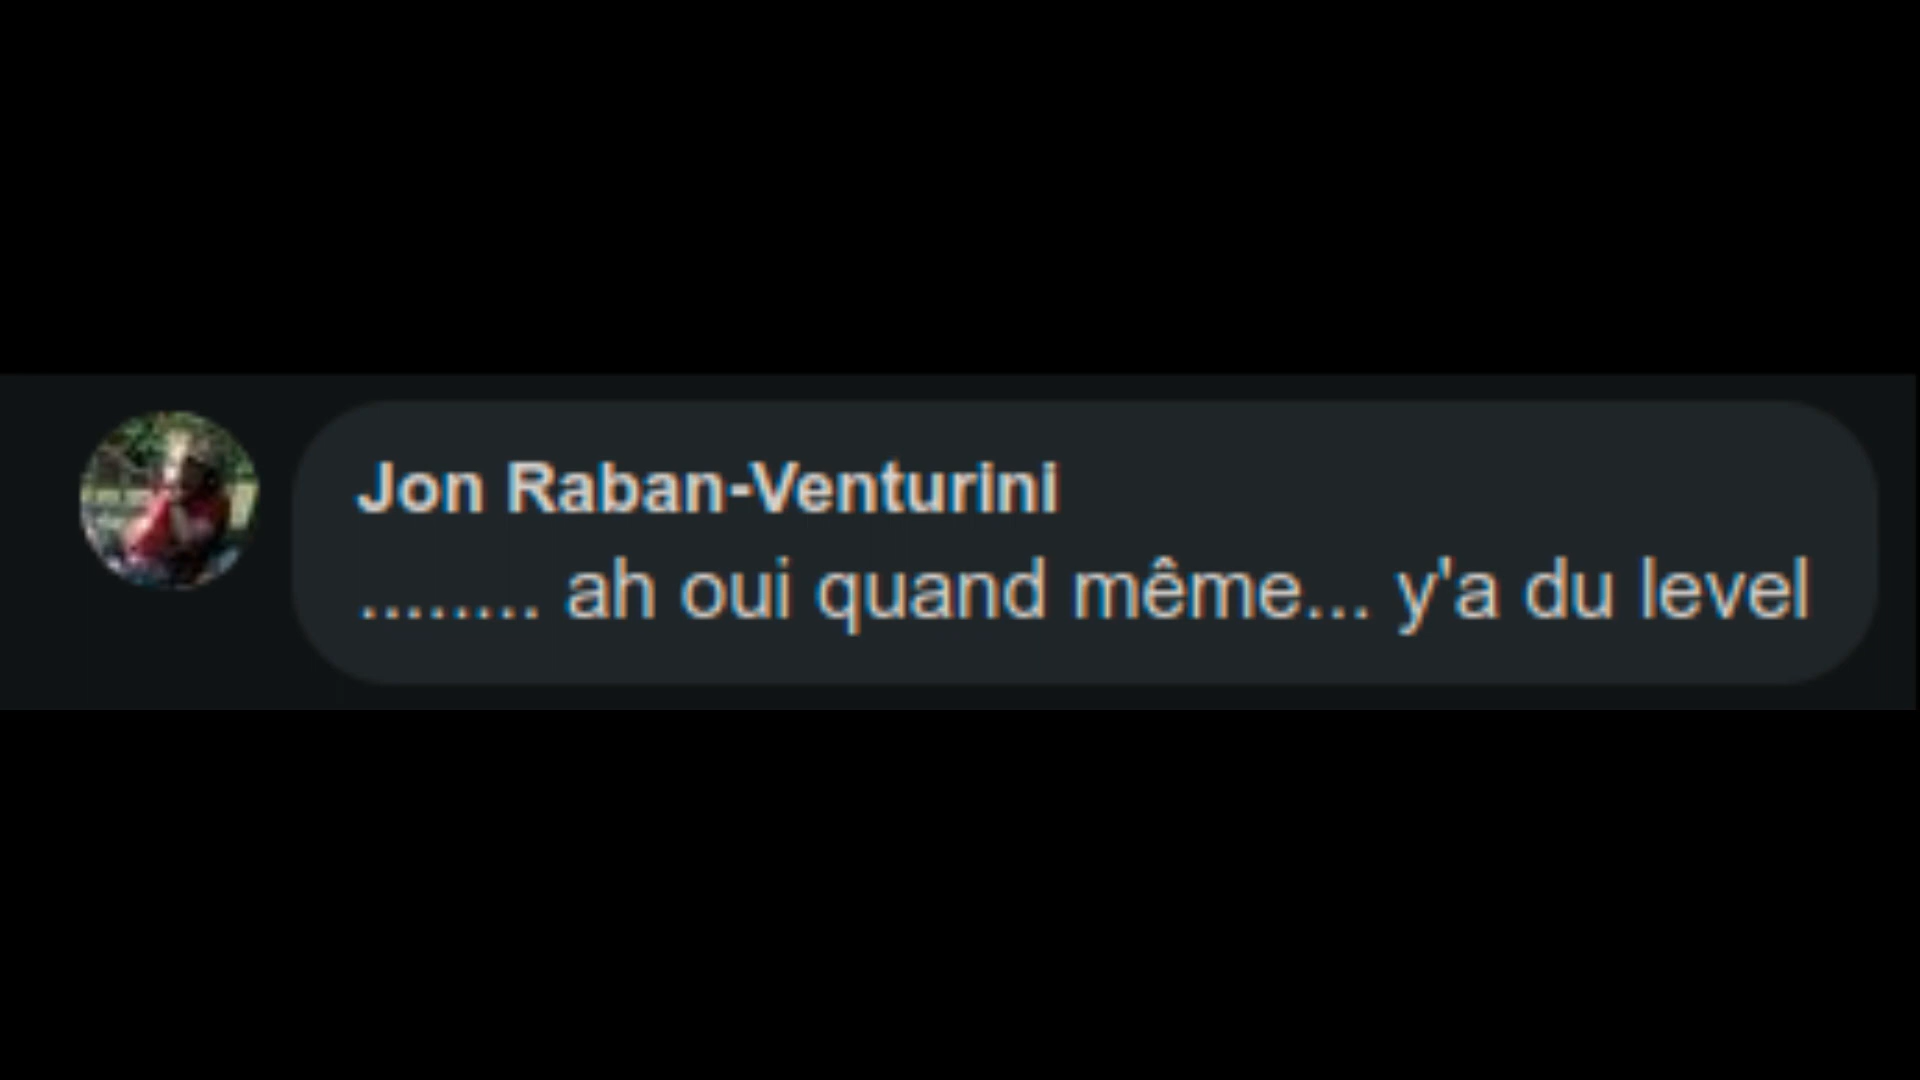 Jon Raban-Venturini
........ ah oui quand même... y'a du level